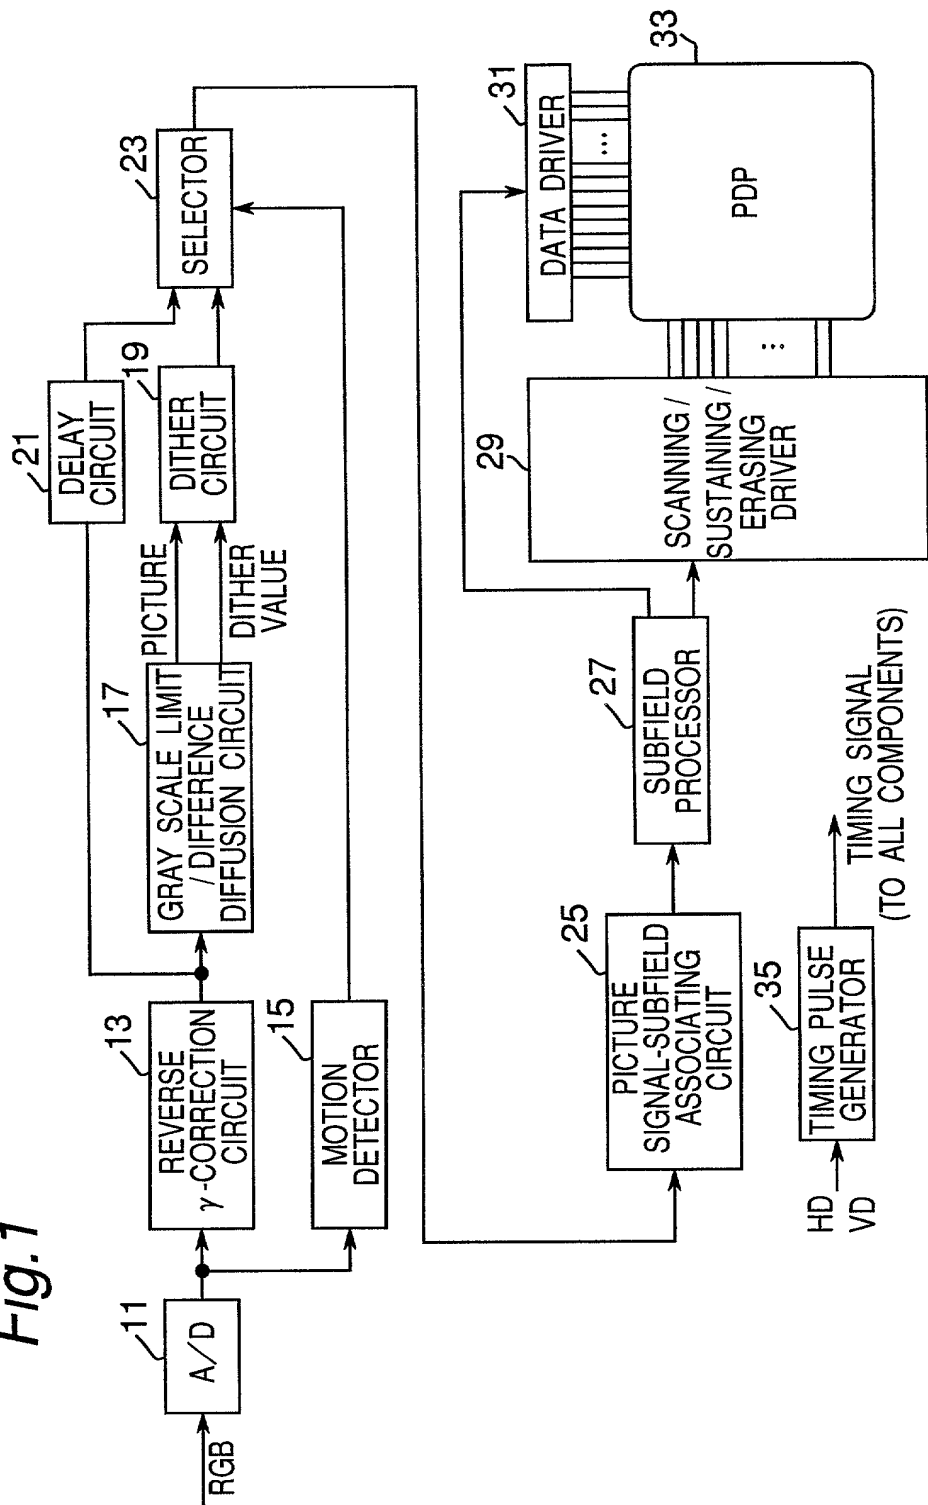 Fig.1
RGB
11
A/D
13
REVERSE
γ-CORRECTION
CIRCUIT
15
MOTION
DETECTOR
17
GRAY SCALE LIMIT
/ DIFFERENCE
DIFFUSION CIRCUIT
PICTURE
DITHER
VALUE
21
DELAY
CIRCUIT
19
DITHER
CIRCUIT
23
SELECTOR
25
PICTURE
SIGNAL-SUBFIELD
ASSOCIATING
CIRCUIT
27
SUBFIELD
PROCESSOR
29
SCANNING /
SUSTAINING /
ERASING
DRIVER
31
DATA DRIVER
...
...
33
PDP
HD
VD
35
TIMING PULSE
GENERATOR
TIMING SIGNAL
(TO ALL COMPONENTS)